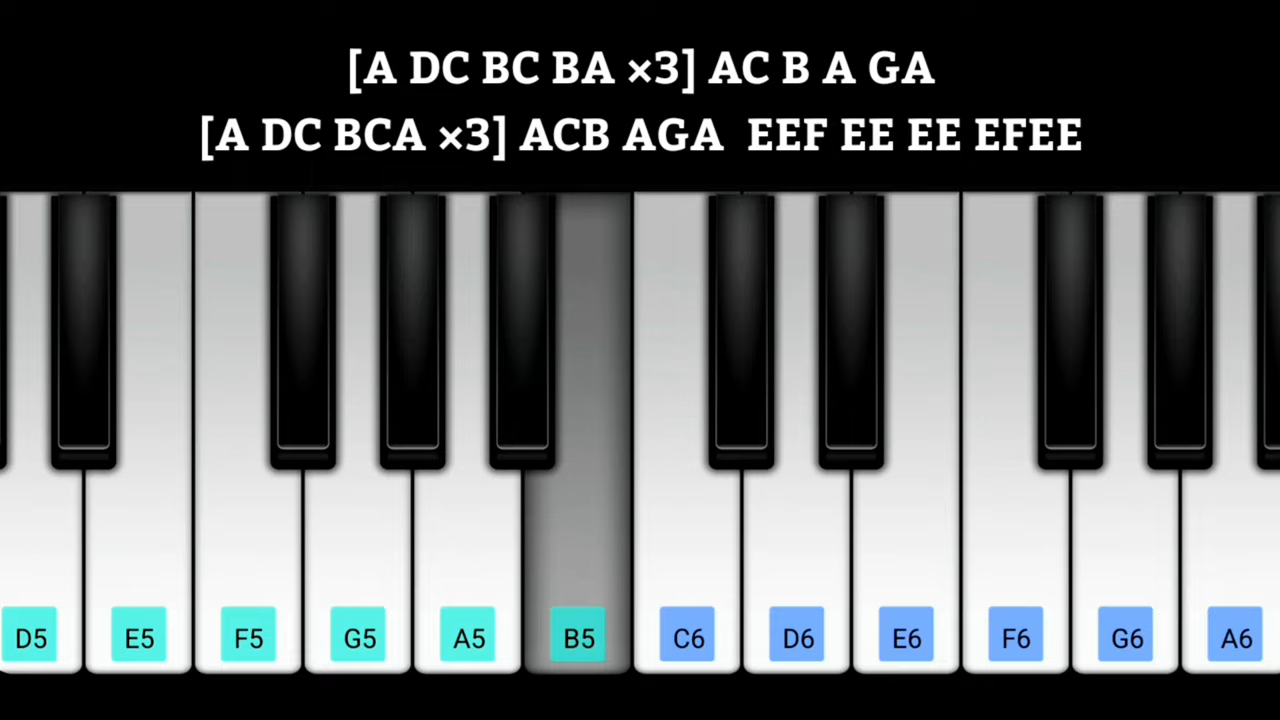 [A DC BC BA ×3] AC B A GA
[A DC BCA ×3] ACB AGA EEF EE EE EFEE
D5 E5 F5 G5 A5 B5 C6 D6 E6 F6 G6 A6